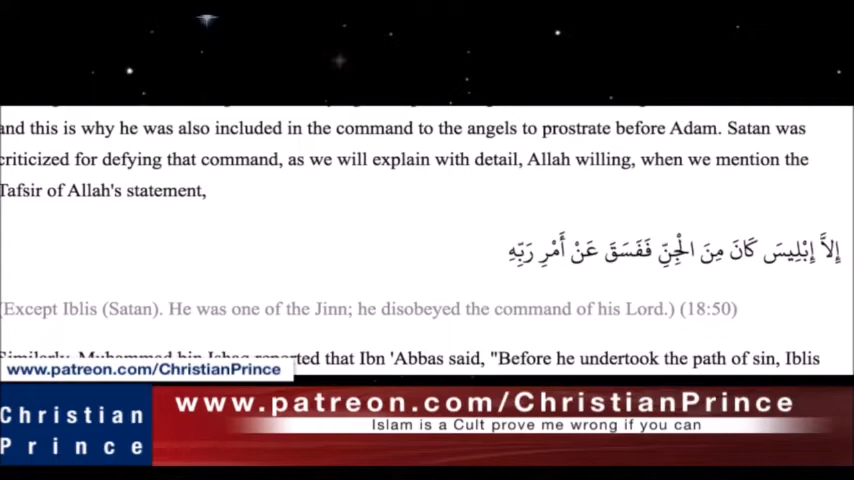 and this is why he was also included in the command to the angels to prostrate before Adam. Satan was
criticized for defying that command, as we will explain with detail, Allah willing, when we mention the
Tafsir of Allah's statement,
إِلاَّ إِبْلِيسَ كَانَ مِنَ الْجِنِّ فَفَسَقَ عَنْ أَمْرِ رَبِّهِ
(Except Iblis (Satan). He was one of the Jinn; he disobeyed the command of his Lord.) (18:50)
Similarly, Muhammad bin Ishaq reported that Ibn 'Abbas said, "Before he undertook the path of sin, Iblis
www.patreon.com/ChristianPrince
Christian
Prince
www.patreon.com/ChristianPrince
Islam is a Cult prove me wrong if you can